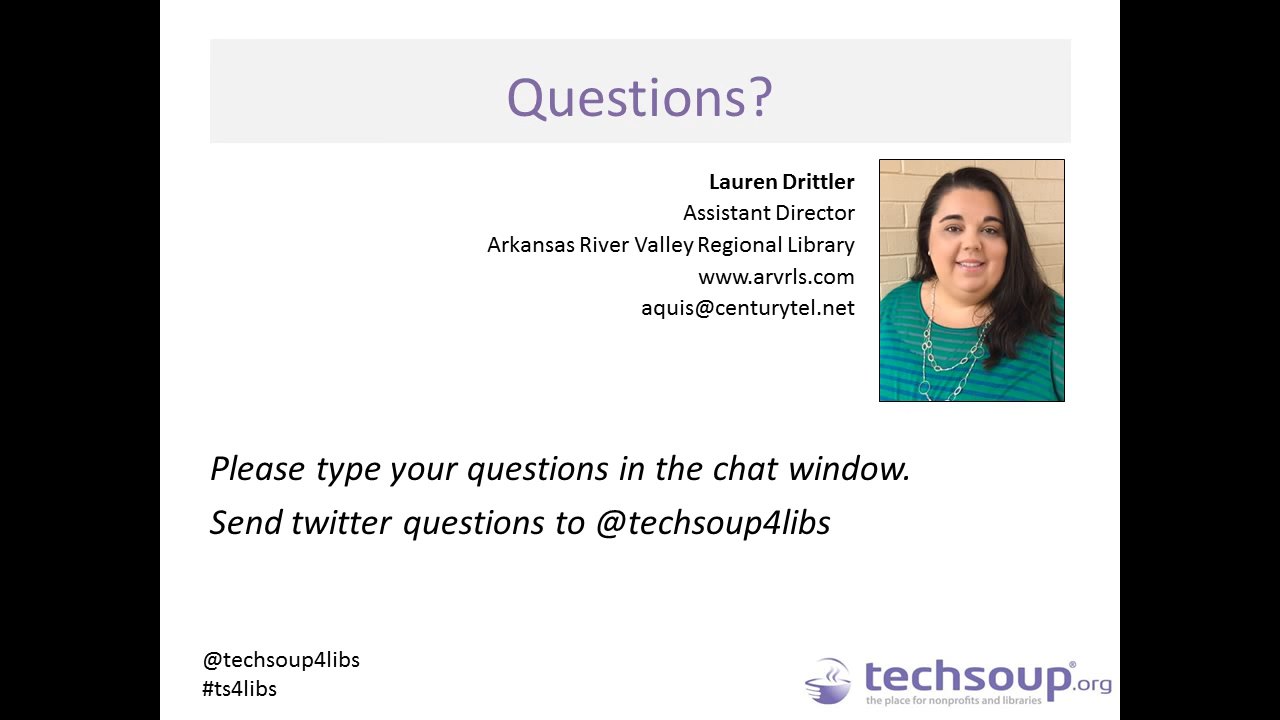 Questions?
Lauren Drittler
Assistant Director
Arkansas River Valley Regional Library
www.arvrls.com
aquis@centurytel.net
Please type your questions in the chat window.
Send twitter questions to @techsoup4libs
@techsoup4libs
#ts4libs
techsoup®.org
the place for nonprofits and libraries